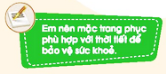 Em nên mặc trang phục
phù hợp với thời tiết để
bảo vệ sức khoẻ.